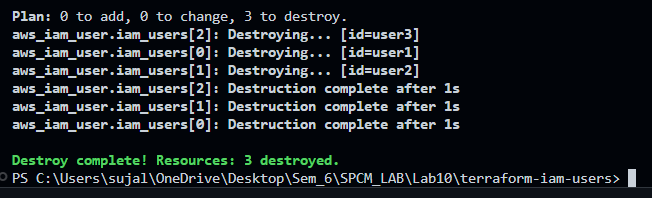 Plan: 0 to add, 0 to change, 3 to destroy.
aws_iam_user.iam_users[2]: Destroying... [id=user3]
aws_iam_user.iam_users[0]: Destroying... [id=user1]
aws_iam_user.iam_users[1]: Destroying... [id=user2]
aws_iam_user.iam_users[2]: Destruction complete after 1s
aws_iam_user.iam_users[1]: Destruction complete after 1s
aws_iam_user.iam_users[0]: Destruction complete after 1s
Destroy complete! Resources: 3 destroyed.
PS C:\Users\sujal\OneDrive\Desktop\Sem_6\SPCM_LAB\Lab10\terraform-iam-users>